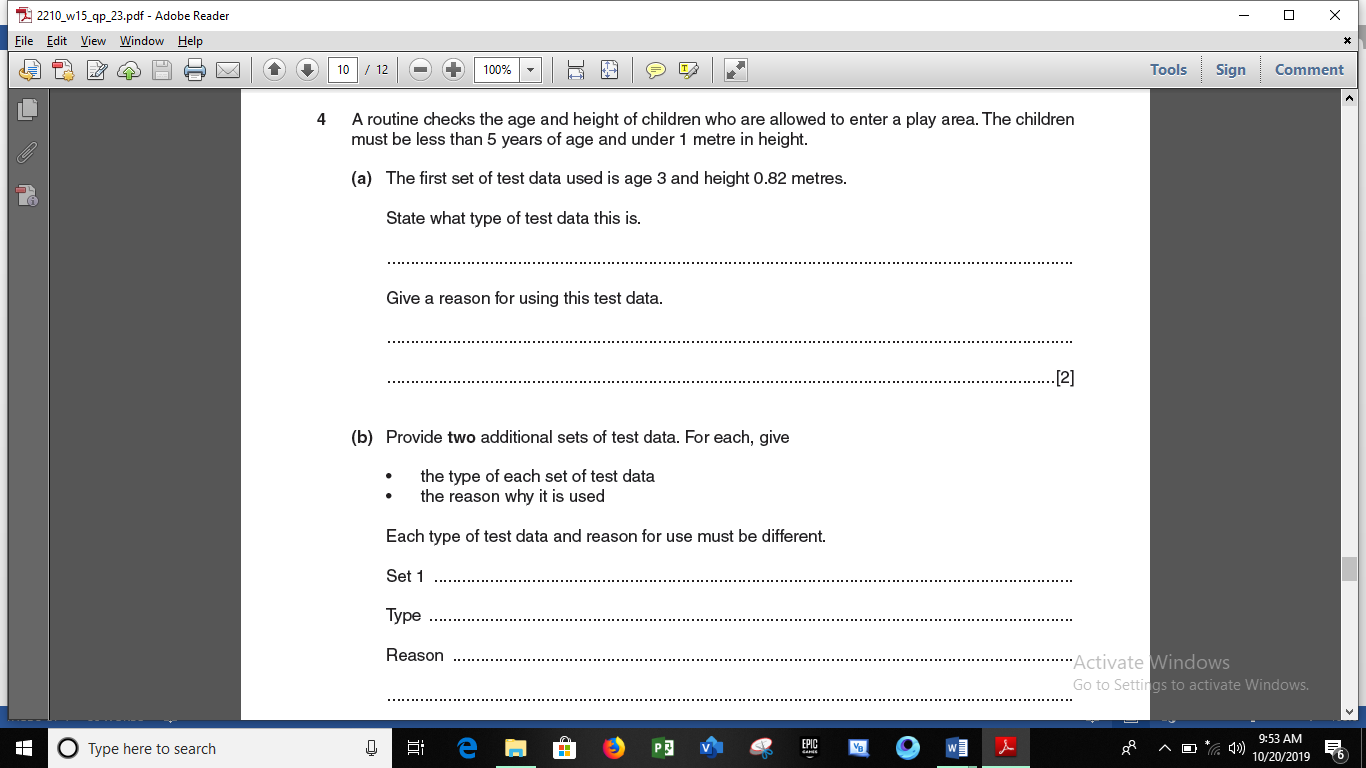 2210_w15_qp_23.pdf - Adobe Reader
File Edit View Window Help
10 / 12 100% Tools Sign Comment
4 A routine checks the age and height of children who are allowed to enter a play area. The children
must be less than 5 years of age and under 1 metre in height.
(a) The first set of test data used is age 3 and height 0.82 metres.
State what type of test data this is.
Give a reason for using this test data.
[2]
(b) Provide two additional sets of test data. For each, give
• the type of each set of test data
• the reason why it is used
Each type of test data and reason for use must be different.
Set 1
Type
Reason
Activate Windows
Go to Settings to activate Windows.
Type here to search
9:53 AM
10/20/2019
6